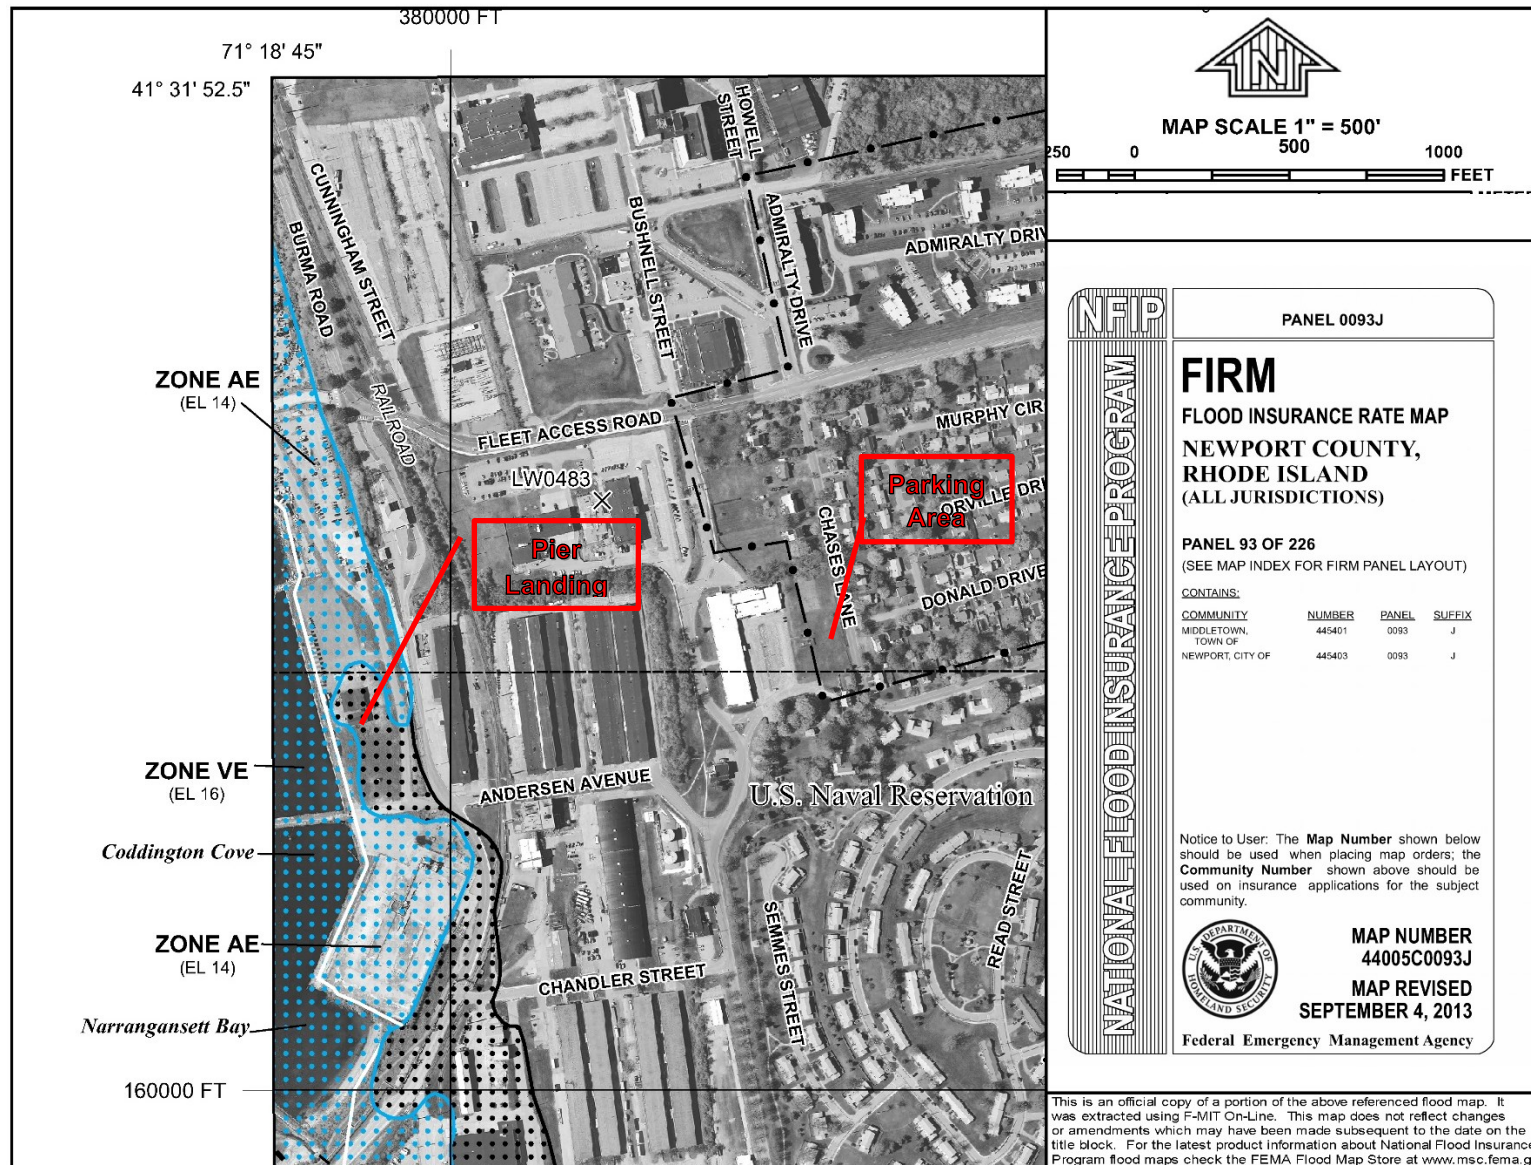 380000 FT
71° 18' 45"
41° 31' 52.5"
HOWELL
STREET
CUNNINGHAM STREET
BURMA ROAD
BUSHNELL STREET
ADMIRALTY DRIVE
ADMIRALTY DRIV
ZONE AE
(EL 14)
RAILROAD
FLEET ACCESS ROAD
MURPHY CIR
LW0483
Parking
Area
ORVILLE DRI
Pier
Landing
CHASES LANE
DONALD DRIVE
ZONE VE
(EL 16)
ANDERSEN AVENUE
U.S. Naval Reservation
Coddington Cove
ZONE AE
(EL 14)
CHANDLER STREET
SEMMES STREET
READ STREET
Narrangansett Bay
160000 FT
N
MAP SCALE 1" = 500'
250 0 500 1000
FEET
NFIP
NATIONAL FLOOD INSURANCE PROGRAM
PANEL 0093J
FIRM
FLOOD INSURANCE RATE MAP
NEWPORT COUNTY,
RHODE ISLAND
(ALL JURISDICTIONS)
PANEL 93 OF 226
(SEE MAP INDEX FOR FIRM PANEL LAYOUT)
CONTAINS:
COMMUNITY NUMBER PANEL SUFFIX
MIDDLETOWN, 445401 0093 J
TOWN OF
NEWPORT, CITY OF 445403 0093 J
Notice to User: The Map Number shown below
should be used when placing map orders; the
Community Number shown above should be
used on insurance applications for the subject
community.
U.S. DEPARTMENT OF
HOMELAND SECURITY
MAP NUMBER
44005C0093J
MAP REVISED
SEPTEMBER 4, 2013
Federal Emergency Management Agency
This is an official copy of a portion of the above referenced flood map. It
was extracted using F-MIT On-Line. This map does not reflect changes
or amendments which may have been made subsequent to the date on the
title block. For the latest product information about National Flood Insurance
Program flood maps check the FEMA Flood Map Store at www.msc.fema.g